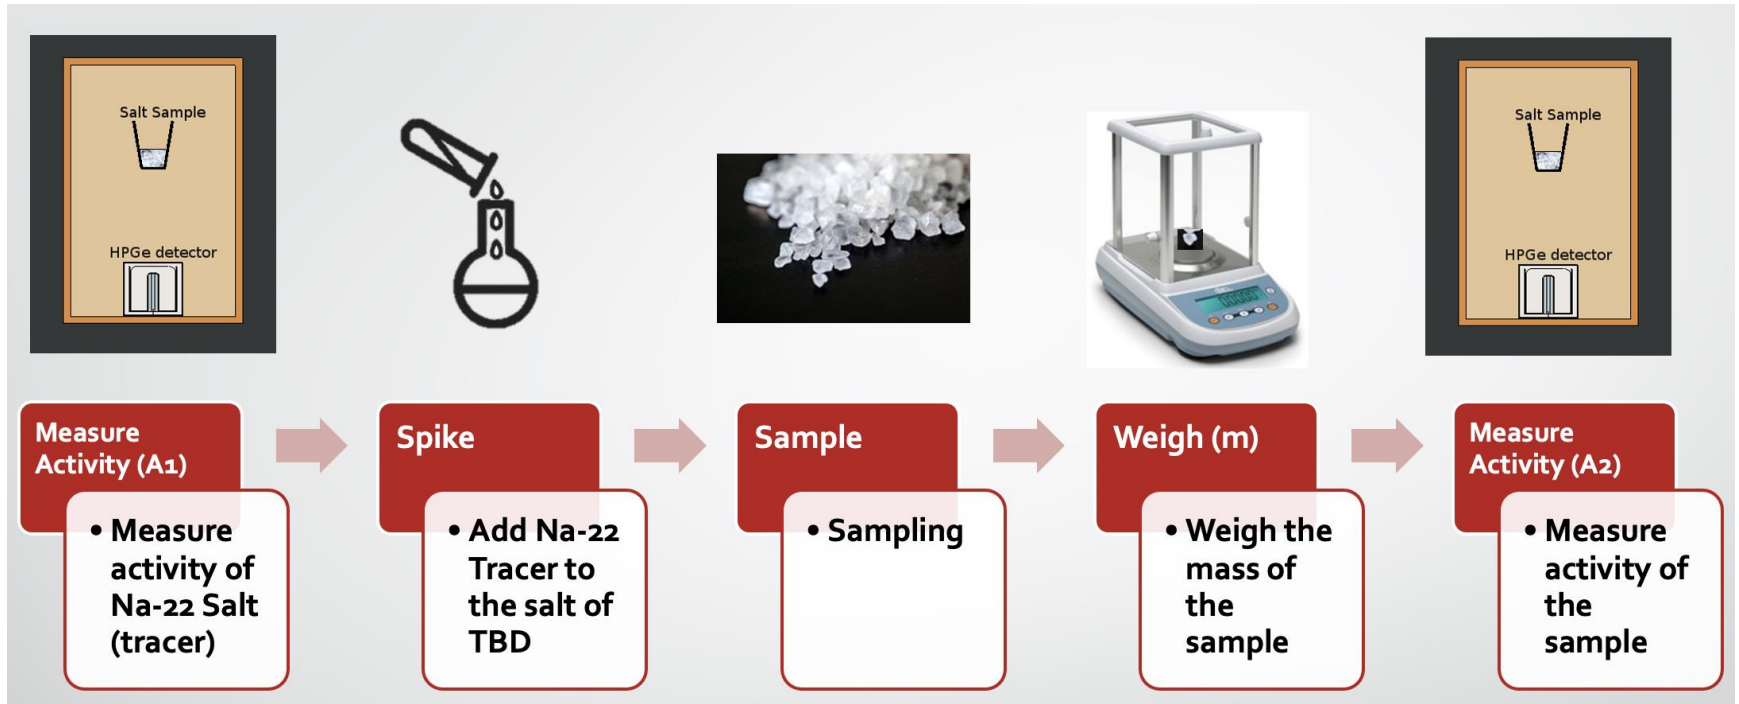 Salt Sample
HPGe detector
Salt Sample
HPGe detector
Measure
Activity (A1)
• Measure
activity of
Na-22 Salt
(tracer)
Spike
• Add Na-22
Tracer to
the salt of
TBD
Sample
• Sampling
Weigh (m)
• Weigh the
mass of
the
sample
Measure
Activity (A2)
• Measure
activity of
the
sample